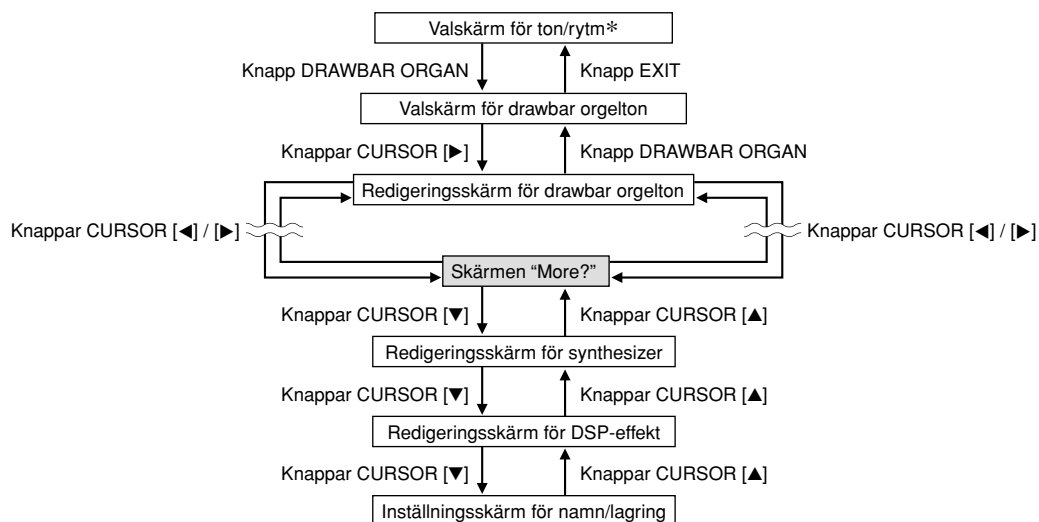 Valskärm för ton/rytm*
Knapp DRAWBAR ORGAN
Knapp EXIT
Valskärm för drawbar orgelton
Knappar CURSOR [▶]
Knapp DRAWBAR ORGAN
Redigeringsskärm för drawbar orgelton
Knappar CURSOR [◀] / [▶]
Knappar CURSOR [◀] / [▶]
Skärmen “More?”
Knappar CURSOR [▼]
Knappar CURSOR [▲]
Redigeringsskärm för synthesizer
Knappar CURSOR [▼]
Knappar CURSOR [▲]
Redigeringsskärm för DSP-effekt
Knappar CURSOR [▼]
Knappar CURSOR [▲]
Inställningsskärm för namn/lagring